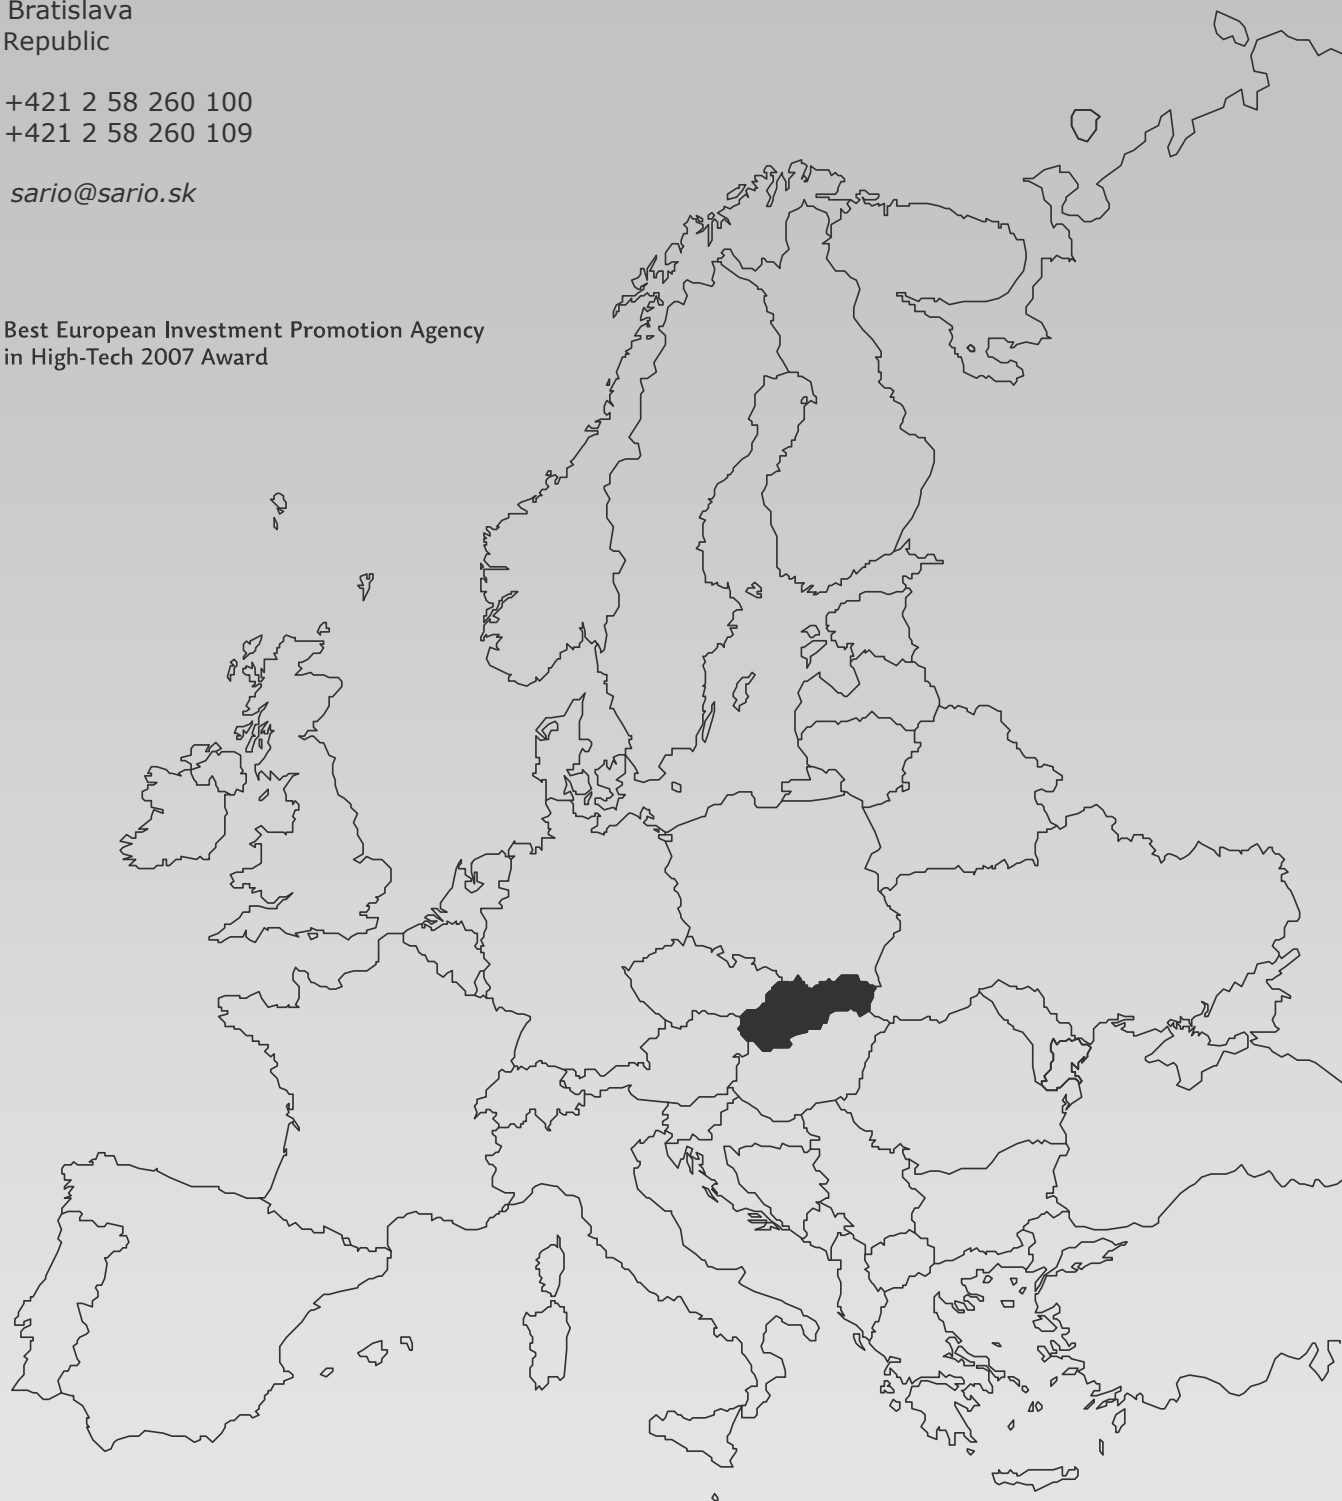 Bratislava
Republic
+421 2 58 260 100
+421 2 58 260 109
sario@sario.sk
Best European Investment Promotion Agency
in High-Tech 2007 Award